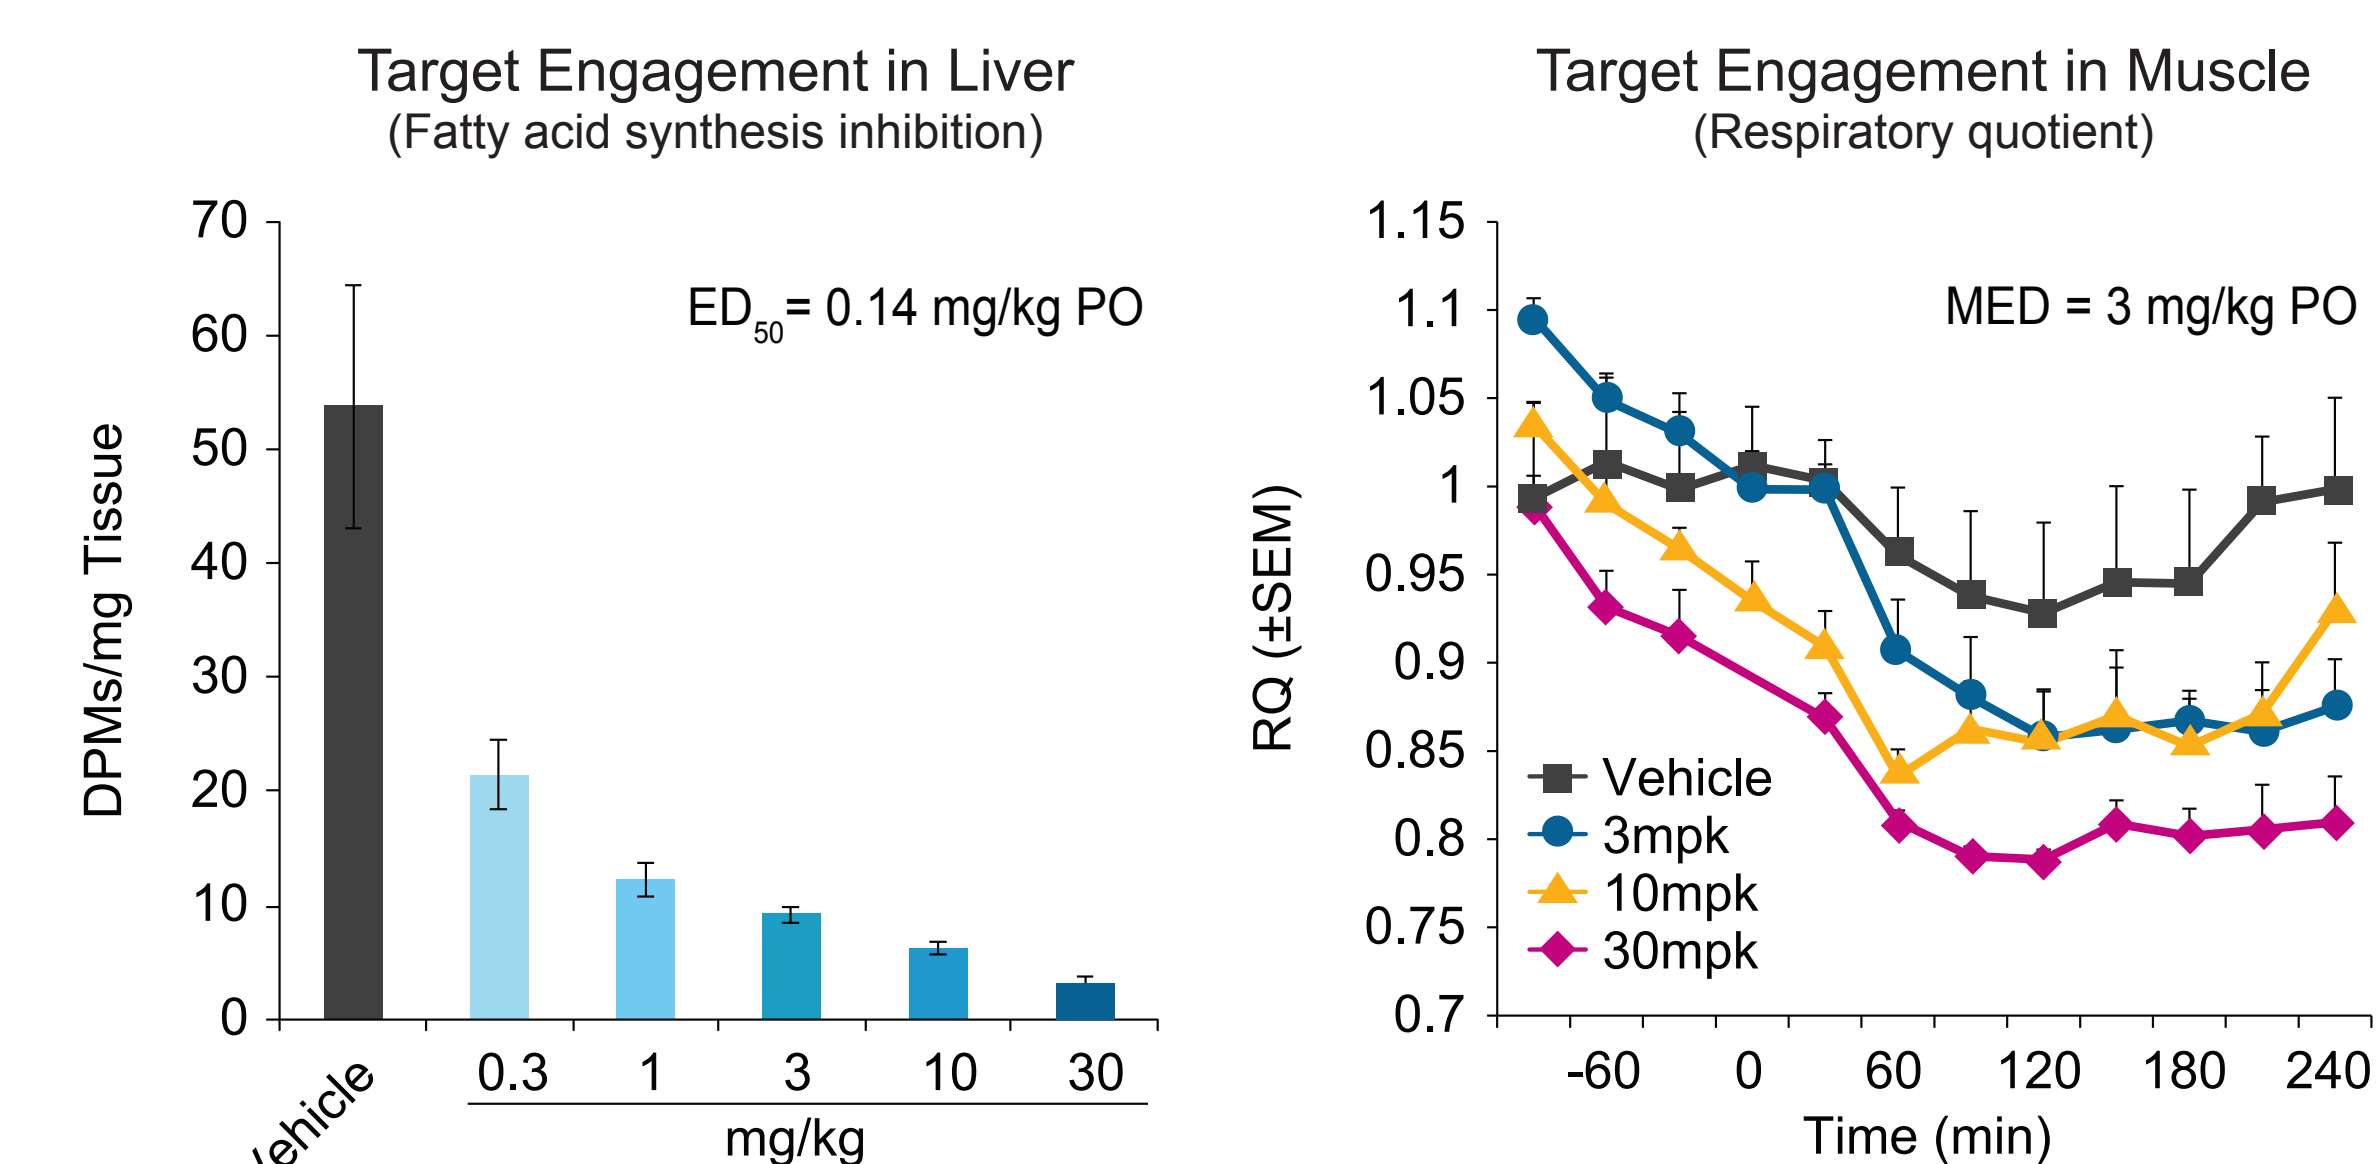 Target Engagement in Liver
(Fatty acid synthesis inhibition)
70
60
50
40
30
20
10
0
DPMs/mg Tissue
ED50= 0.14 mg/kg PO
0.3 1 3 10 30
mg/kg
Target Engagement in Muscle
(Respiratory quotient)
1.15
1.1
1.05
1
0.95
0.9
0.85
0.8
0.75
0.7
RQ (±SEM)
MED = 3 mg/kg PO
Vehicle
3mpk
10mpk
30mpk
-60 0 60 120 180 240
Time (min)